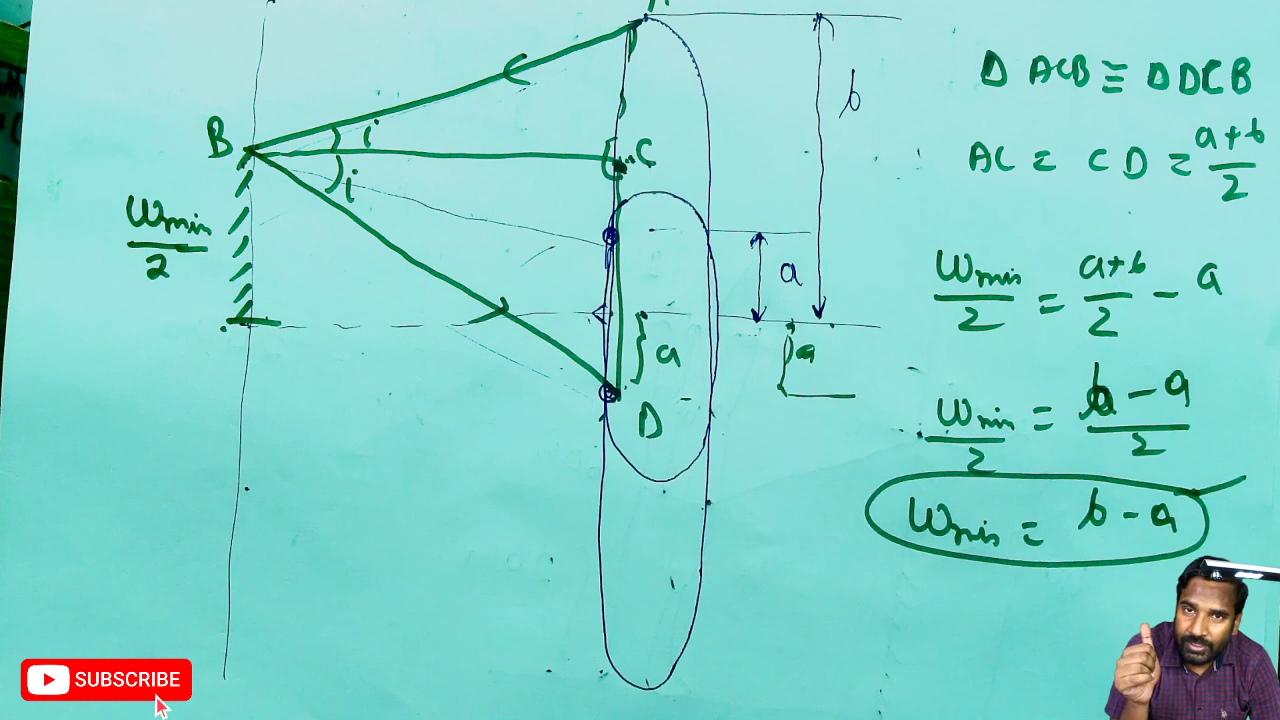 A
b
Δ ACB ≅ Δ DCB
B
i
C
AC = CD = a+b/2
i
Wmin/2
a
Wmin/2 = a+b/2 - a
a
a
D
Wmin/2 = b-a/2
Wmin = b-a
SUBSCRIBE